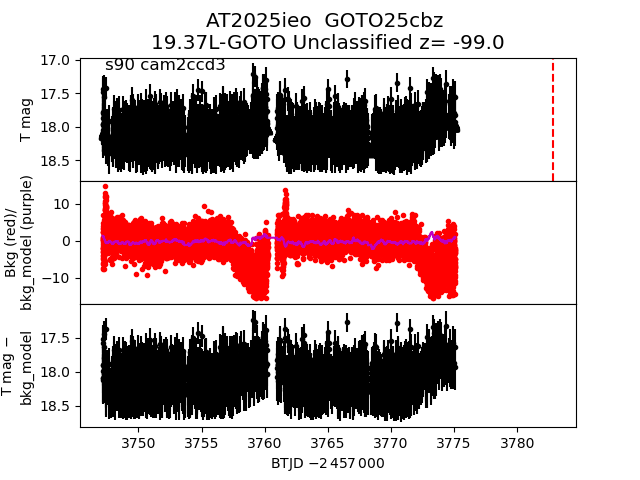 AT2025ieo  GOTO25cbz
19.37L-GOTO Unclassified z= -99.0
s90 cam2ccd3
17.0
17.5
18.0
18.5
T mag
10
0
−10
Bkg (red)/
bkg_model (purple)
17.5
18.0
18.5
T mag −
bkg_model
3750
3755
3760
3765
3770
3775
3780
BTJD −2 457 000